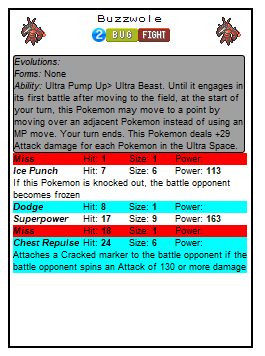 Buzzwole
2 BUG FIGHT
Evolutions:
Forms: None
Ability: Ultra Pump Up> Ultra Beast. Until it engages in
its first battle after moving to the field, at the start of
your turn, this Pokemon may move to a point by
moving over an adjacent Pokemon instead of using an
MP move. Your turn ends. This Pokemon deals +29
Attack damage for each Pokemon in the Ultra Space.
Miss Hit: 1 Size: 1 Power:
Ice Punch Hit: 7 Size: 6 Power: 113
If this Pokemon is knocked out, the battle opponent
becomes frozen
Dodge Hit: 8 Size: 1 Power:
Superpower Hit: 17 Size: 9 Power: 163
Miss Hit: 18 Size: 1 Power:
Chest Repulse Hit: 24 Size: 6 Power:
Attaches a Cracked marker to the battle opponent if the
battle opponent spins an Attack of 130 or more damage